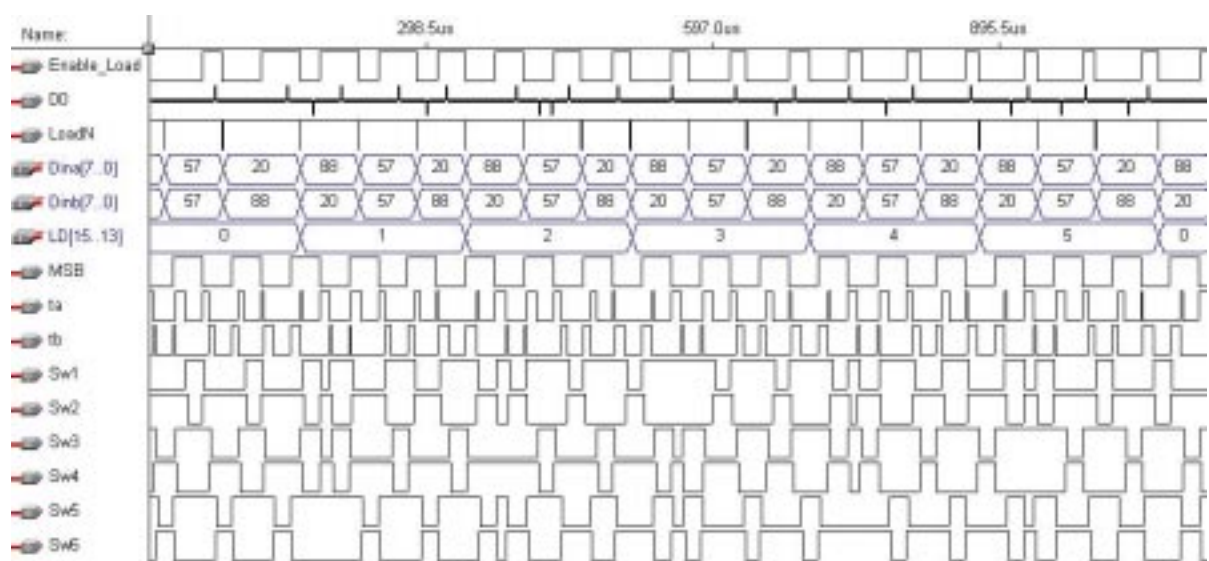 Name: 298.5us 597.0us 895.5us
Enable_Load
D0
LoadN
Dina[7..0] 57 20 88 57 20 88 57 20 88 57 20 88 57 20 88 57 20 88
Dinb[7..0] 57 88 20 57 88 20 57 88 20 57 88 20 57 88 20 57 88 20
LD[15..13] 0 1 2 3 4 5 0
MSB
ta
tb
Sw1
Sw2
Sw3
Sw4
Sw5
Sw6